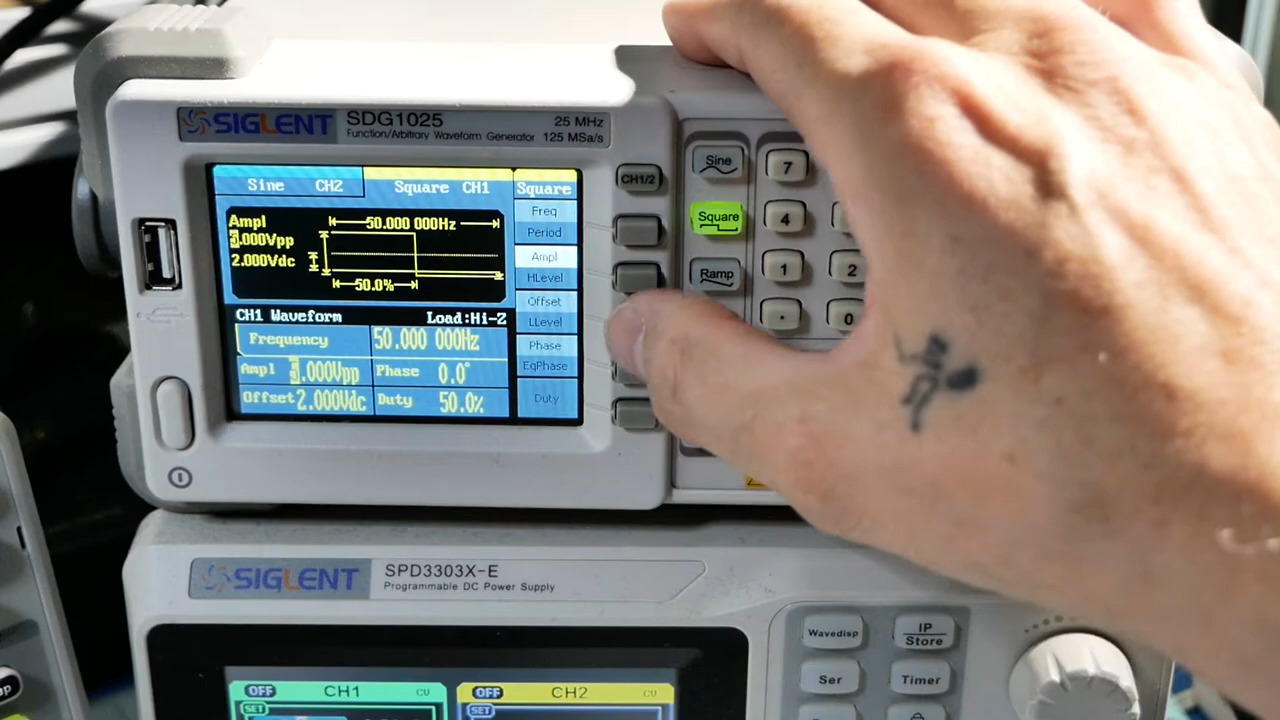 SIGLENT
SDG1025
Function/Arbitrary Waveform Generator
25 MHz
125 MSa/s
Sine CH2
Square CH1
Square
Ampl
.000Vpp
2.000Vdc
50.000 000Hz
50.0%
CH1 Waveform
Load:Hi-Z
Frequency
50.000 000Hz
Ampl
.000Vpp
Phase
0.0°
Offset
2.000Vdc
Duty
50.0%
Freq
Period
Ampl
HLevel
Offset
LLevel
Phase
EqPhase
Duty
CH1/2
Sine
Square
Ramp
7
4
1
2
0
SIGLENT
SPD3303X-E
Programmable DC Power Supply
OFF
CH1
CV
SET
OFF
CH2
CV
SET
Wavedisp
IP
Store
Ser
Timer